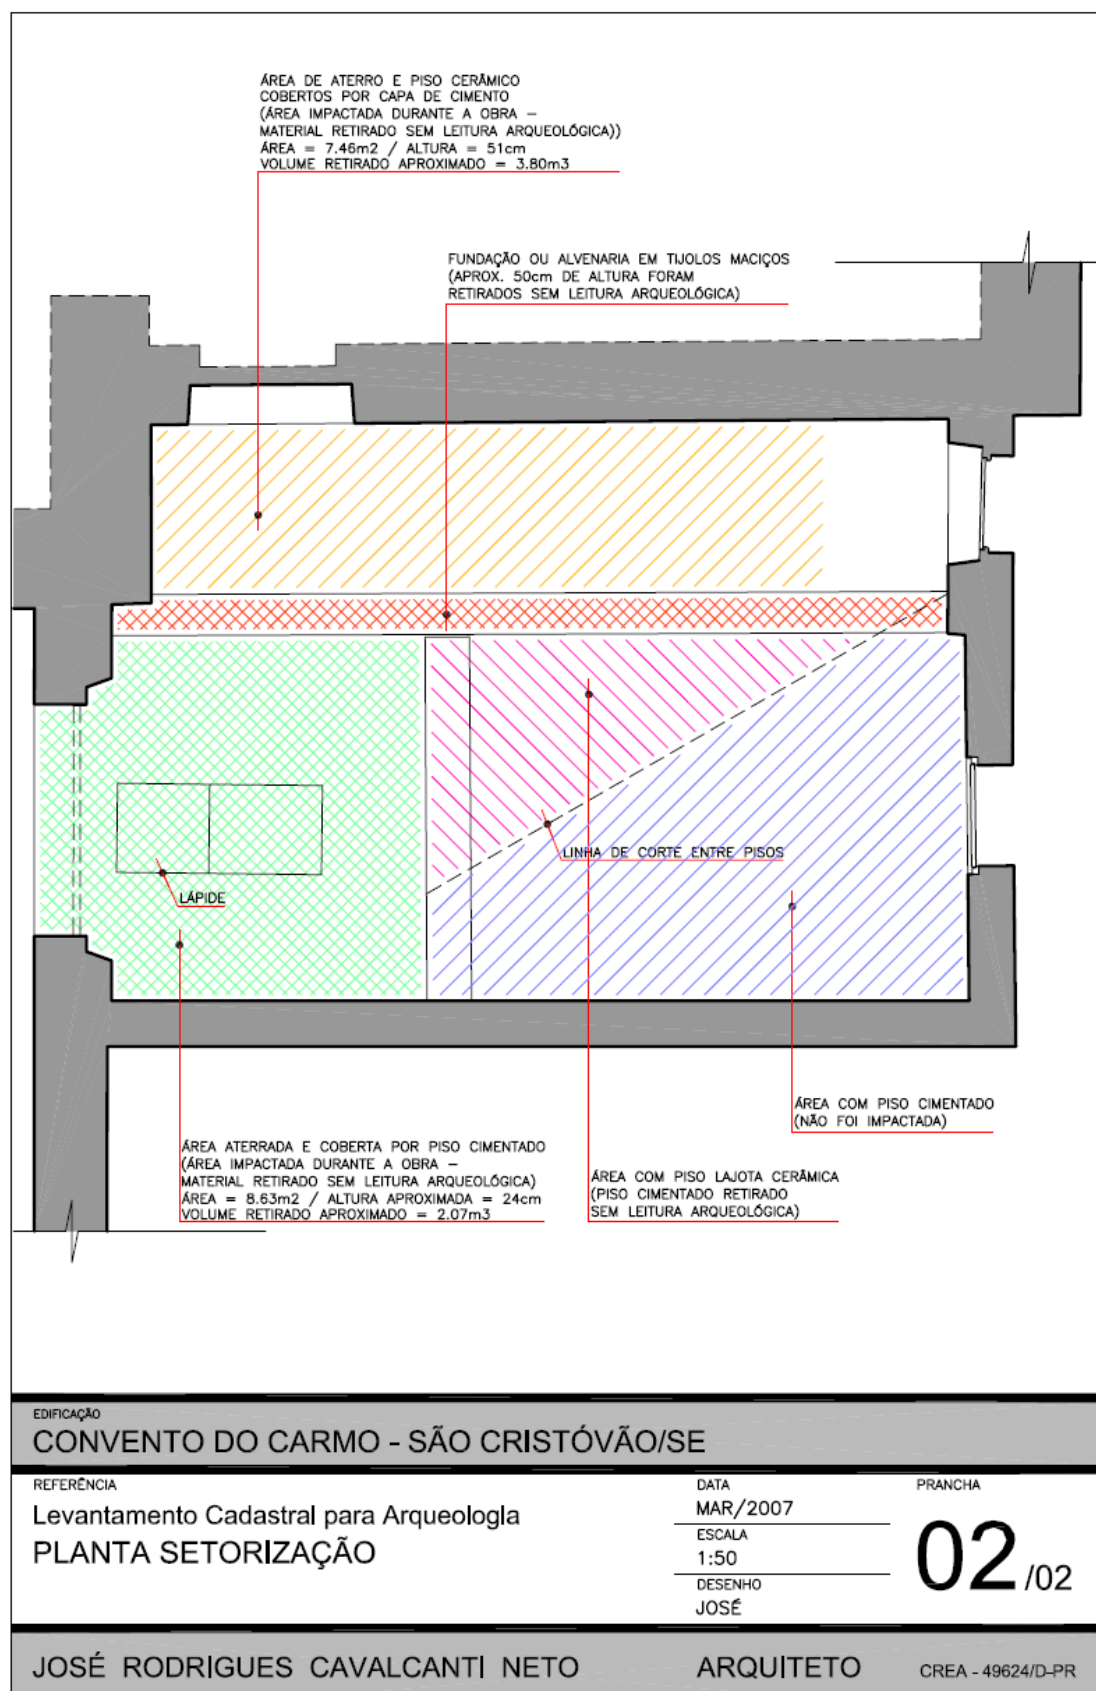 ÁREA DE ATERRO E PISO CERÂMICO
COBERTOS POR CAPA DE CIMENTO
(ÁREA IMPACTADA DURANTE A OBRA –
MATERIAL RETIRADO SEM LEITURA ARQUEOLÓGICA))
ÁREA = 7.46m2 / ALTURA = 51cm
VOLUME RETIRADO APROXIMADO = 3.80m3
FUNDAÇÃO OU ALVENARIA EM TIJOLOS MACIÇOS
(APROX. 50cm DE ALTURA FORAM
RETIRADOS SEM LEITURA ARQUEOLÓGICA)
LINHA DE CORTE ENTRE PISOS
LÁPIDE
ÁREA COM PISO CIMENTADO
(NÃO FOI IMPACTADA)
ÁREA ATERRADA E COBERTA POR PISO CIMENTADO
(ÁREA IMPACTADA DURANTE A OBRA –
MATERIAL RETIRADO SEM LEITURA ARQUEOLÓGICA)
ÁREA = 8.63m2 / ALTURA APROXIMADA = 24cm
VOLUME RETIRADO APROXIMADO = 2.07m3
ÁREA COM PISO LAJOTA CERÂMICA
(PISO CIMENTADO RETIRADO
SEM LEITURA ARQUEOLÓGICA)
EDIFICAÇÃO
CONVENTO DO CARMO - SÃO CRISTÓVÃO/SE
REFERÊNCIA
Levantamento Cadastral para Arqueologia
PLANTA SETORIZAÇÃO
DATA
MAR/2007
ESCALA
1:50
DESENHO
JOSÉ
PRANCHA
02/02
JOSÉ RODRIGUES CAVALCANTI NETO
ARQUITETO
CREA - 49624/D-PR